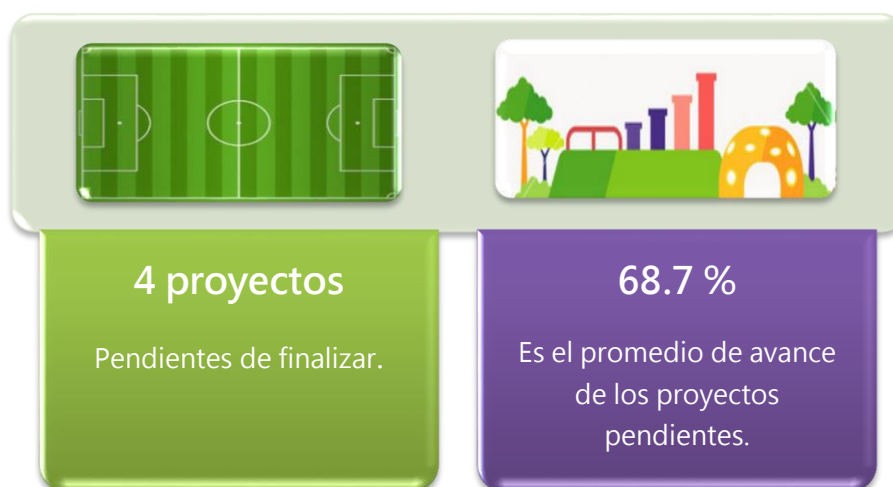 4 proyectos
Pendientes de finalizar.
68.7 %
Es el promedio de avance
de los proyectos
pendientes.